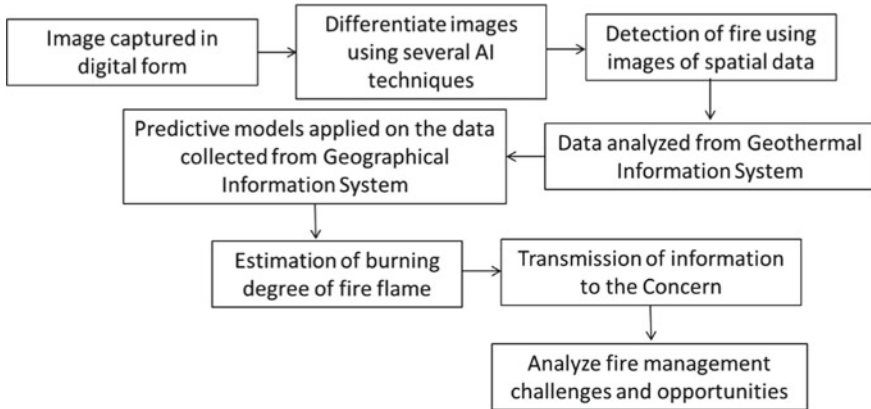 Image captured in
digital form
Differentiate images
using several AI
techniques
Detection of fire using
images of spatial data
Data analyzed from Geothermal
Information System
Predictive models applied on the data
collected from Geographical
Information System
Estimation of burning
degree of fire flame
Transmission of information
to the Concern
Analyze fire management
challenges and opportunities